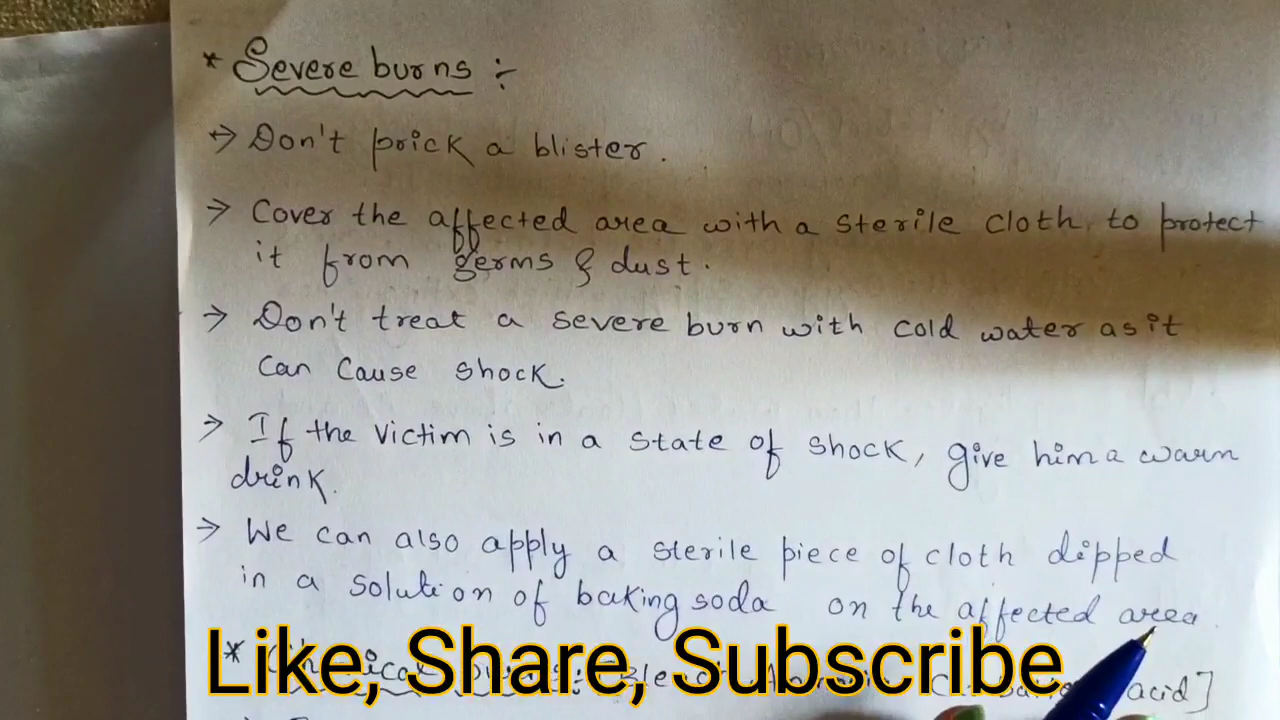 * Severe burns :-
→ Don't prick a blister.
→ Cover the affected area with a sterile cloth, to protect
it from germs & dust.
→ Don't treat a severe burn with cold water as it
can cause shock.
→ If the victim is in a state of shock, give him a warm
drink.
→ We can also apply a sterile piece of cloth dipped
in a solution of baking soda on the affected area.
Like, Share, Subscribe
* acid]